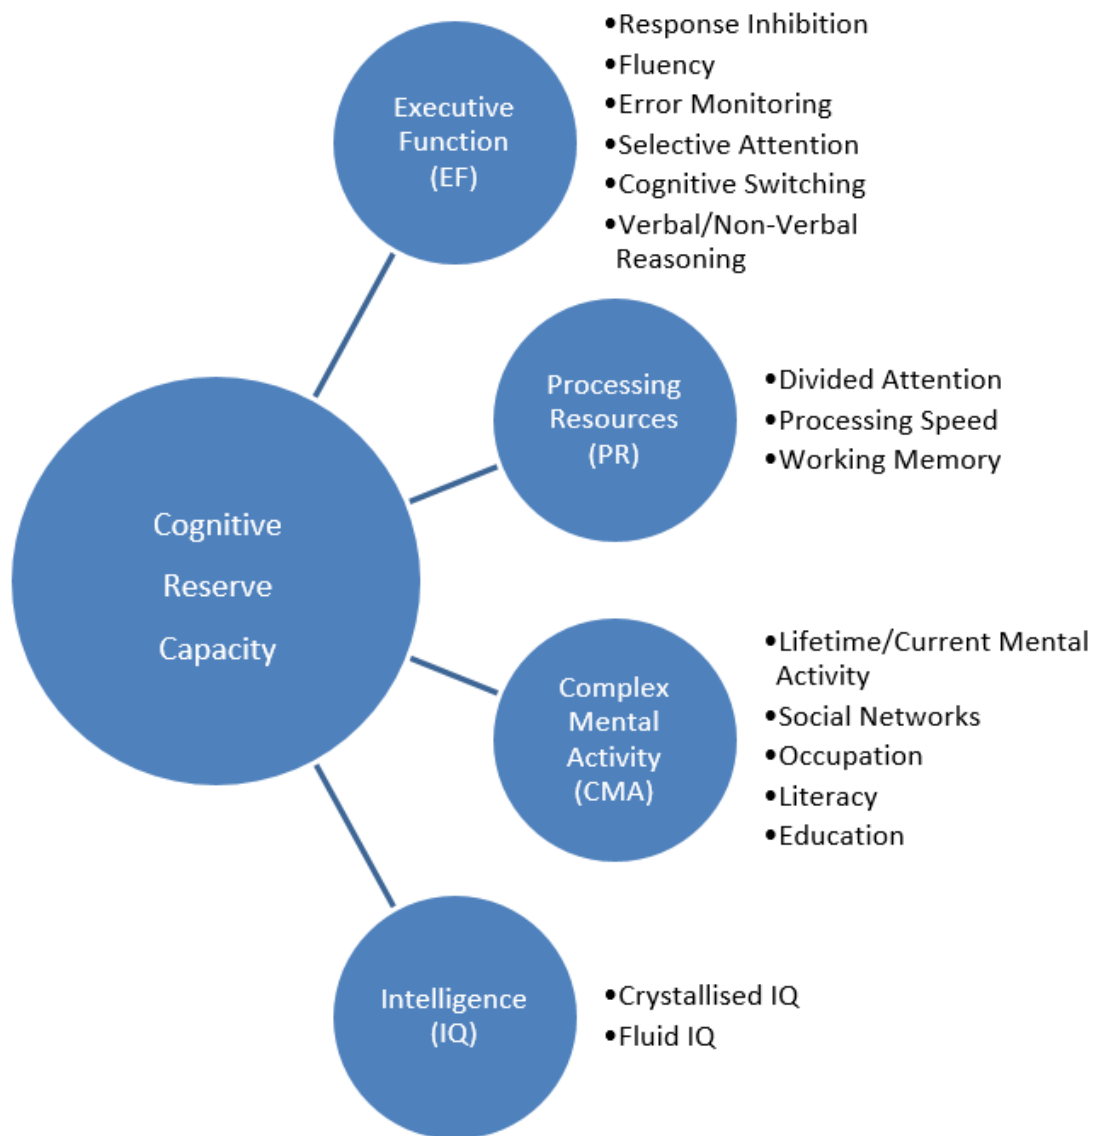 Executive
Function
(EF)
•Response Inhibition
•Fluency
•Error Monitoring
•Selective Attention
•Cognitive Switching
•Verbal/Non-Verbal
Reasoning
Processing
Resources
(PR)
•Divided Attention
•Processing Speed
•Working Memory
Cognitive
Reserve
Capacity
Complex
Mental
Activity
(CMA)
•Lifetime/Current Mental
Activity
•Social Networks
•Occupation
•Literacy
•Education
Intelligence
(IQ)
•Crystallised IQ
•Fluid IQ